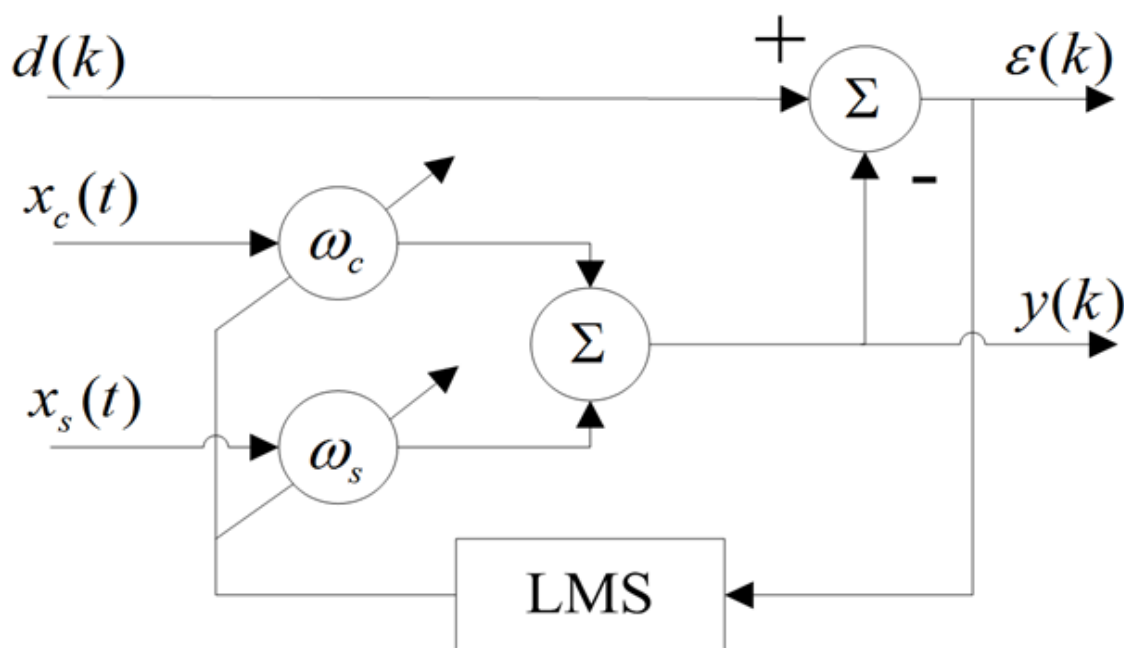 +
d(k)
ε(k)
Σ
-
x_c(t)
ω_c
y(k)
Σ
x_s(t)
ω_s
LMS